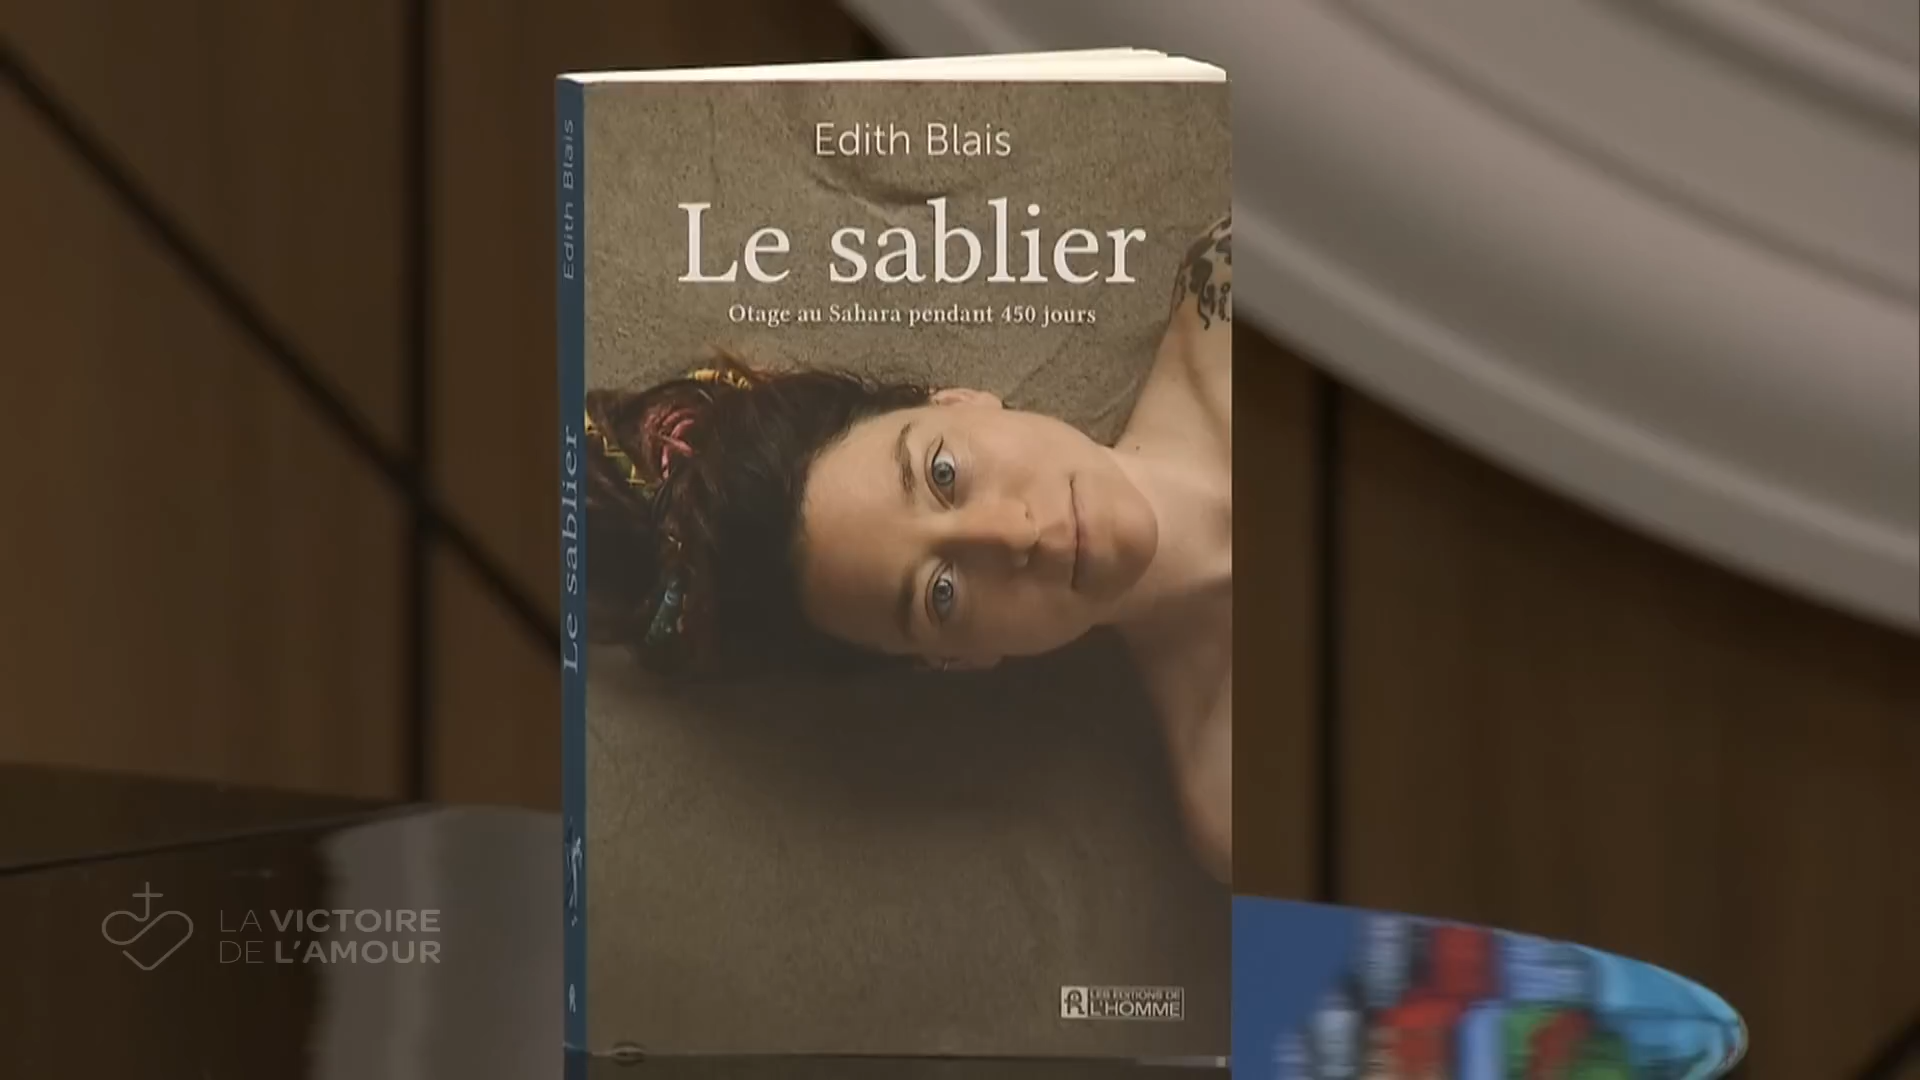 Edith Blais
Le sablier
Otage au Sahara pendant 450 jours
Edith Blais
Le sablier
LES ÉDITIONS DE
L'HOMME
LA VICTOIRE
DE L'AMOUR